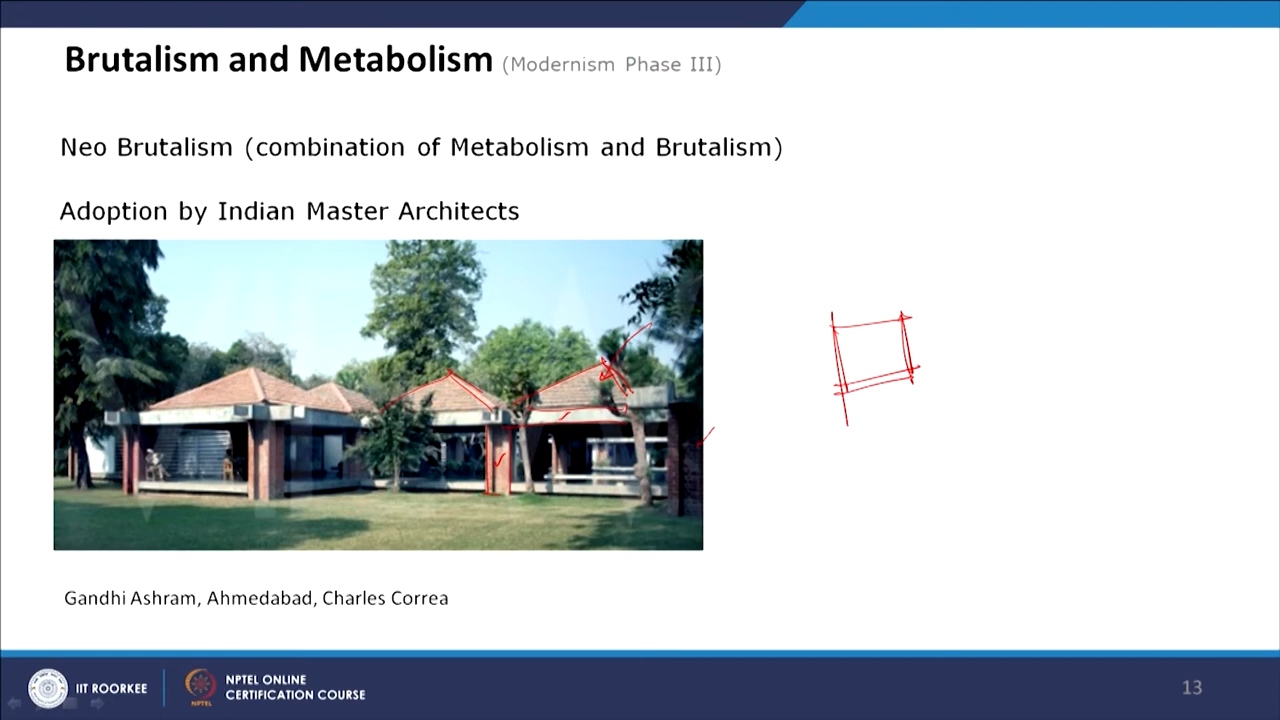 Brutalism and Metabolism (Modernism Phase III)
Neo Brutalism (combination of Metabolism and Brutalism)
Adoption by Indian Master Architects
Gandhi Ashram, Ahmedabad, Charles Correa
IIT ROORKEE
NPTEL
NPTEL ONLINE
CERTIFICATION COURSE
13